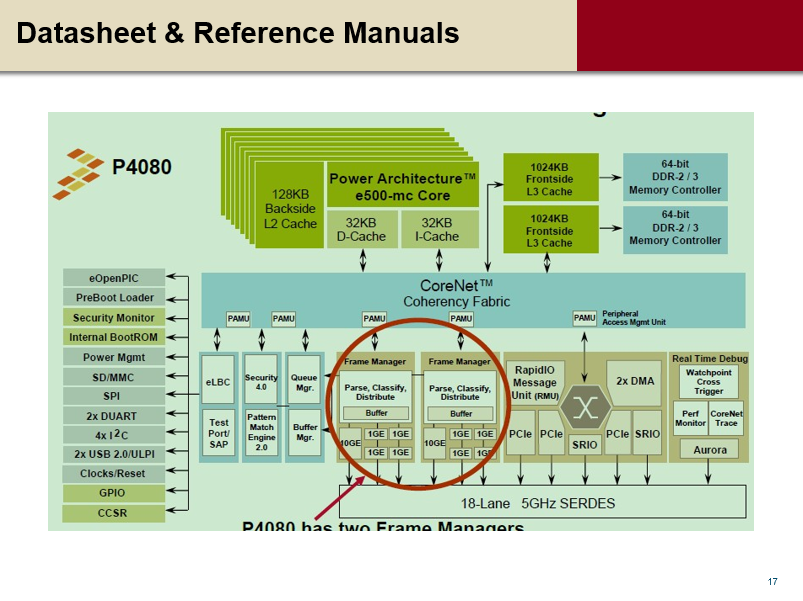 Datasheet & Reference Manuals
P4080
128KB
Backside
L2 Cache
Power Architecture™
e500-mc Core
32KB
D-Cache
32KB
I-Cache
1024KB
Frontside
L3 Cache
64-bit
DDR-2 / 3
Memory Controller
1024KB
Frontside
L3 Cache
64-bit
DDR-2 / 3
Memory Controller
eOpenPIC
PreBoot Loader
Security Monitor
Internal BootROM
Power Mgmt
SD/MMC
SPI
2x DUART
4x I2C
2x USB 2.0/ULPI
Clocks/Reset
GPIO
CCSR
CoreNet™
Coherency Fabric
PAMU
PAMU
PAMU
PAMU
PAMU
Peripheral
Access Mgmt Unit
eLBC
Test
Port/
SAP
Security
4.0
Pattern
Match
Engine
2.0
Queue
Mgr.
Buffer
Mgr.
Frame Manager
Parse, Classify,
Distribute
Buffer
10GE
1GE
1GE
1GE
1GE
Frame Manager
Parse, Classify,
Distribute
Buffer
10GE
1GE
1GE
1GE
1GE
RapidIO
Message
Unit (RMU)
2x DMA
PCIe
PCIe
SRIO
PCIe
SRIO
Real Time Debug
Watchpoint
Cross
Trigger
Perf
Monitor
CoreNet
Trace
Aurora
18-Lane 5GHz SERDES
P4080 has two Frame Managers
17